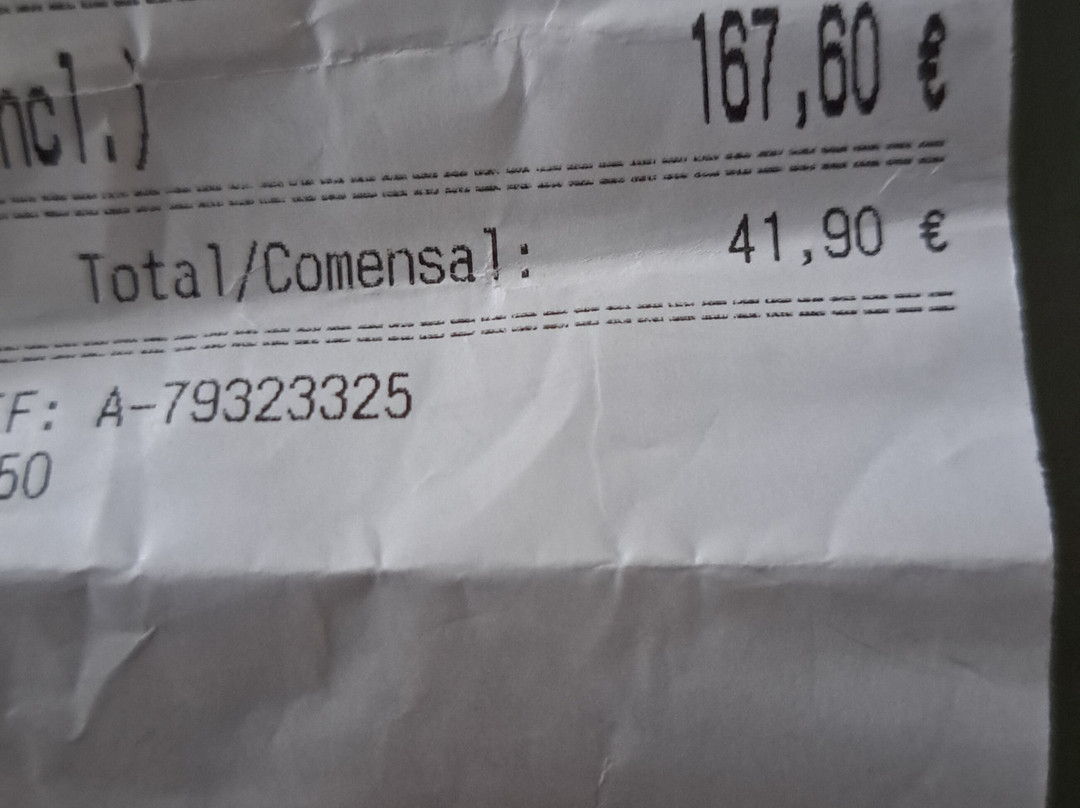 ncl.) 167,60 €
Total/Comensal: 41,90 €
F: A-79323325
50